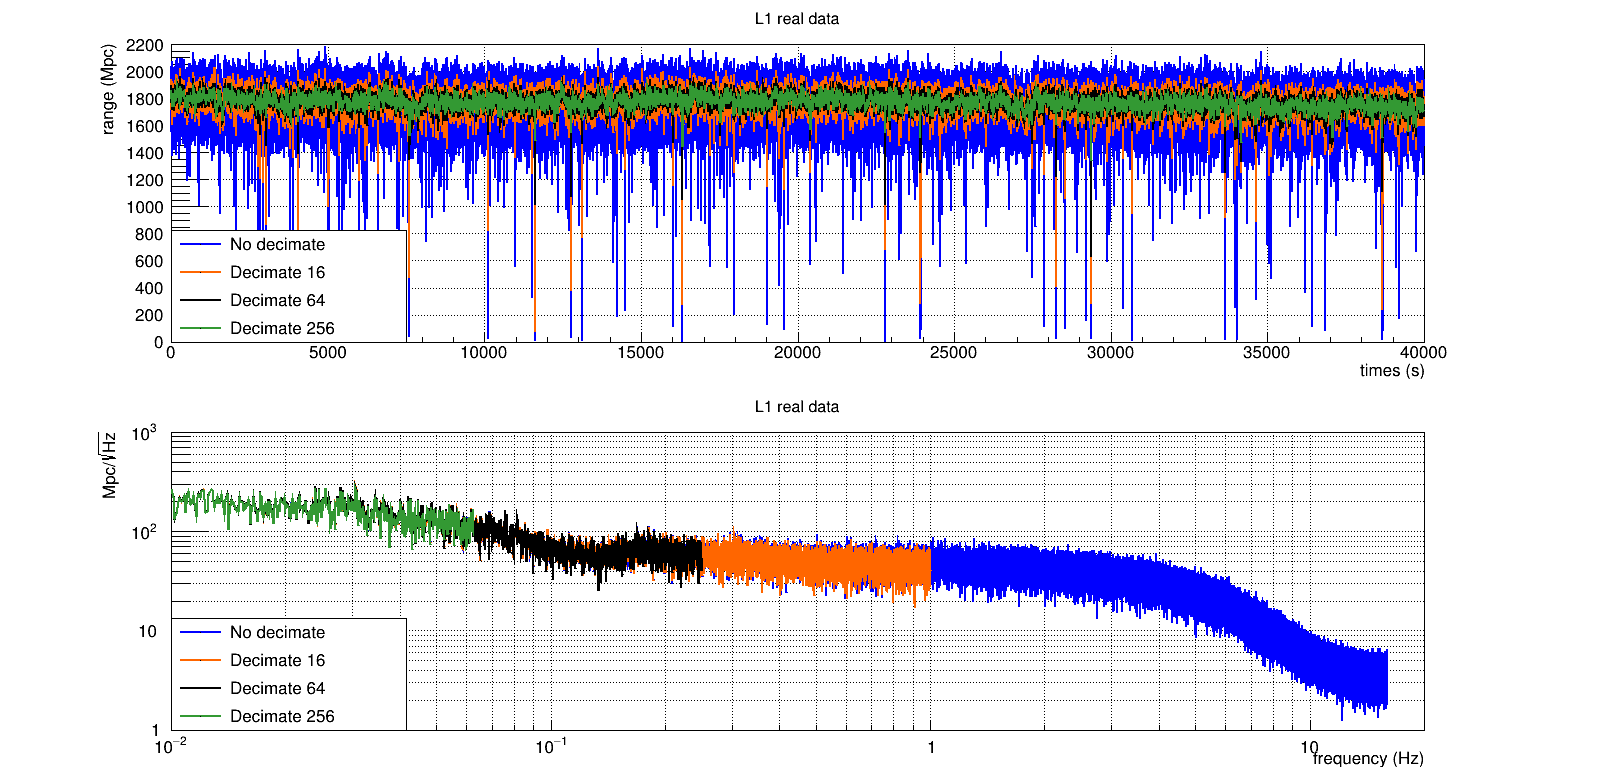 L1 real data
range (Mpc)
2200
2000
1800
1600
1400
1200
1000
800
600
400
200
0
No decimate
Decimate 16
Decimate 64
Decimate 256
0 5000 10000 15000 20000 25000 30000 35000 40000
times (s)
L1 real data
Mpc/√Hz
10³
10²
10
1
No decimate
Decimate 16
Decimate 64
Decimate 256
10⁻² 10⁻¹ 1 10
frequency (Hz)